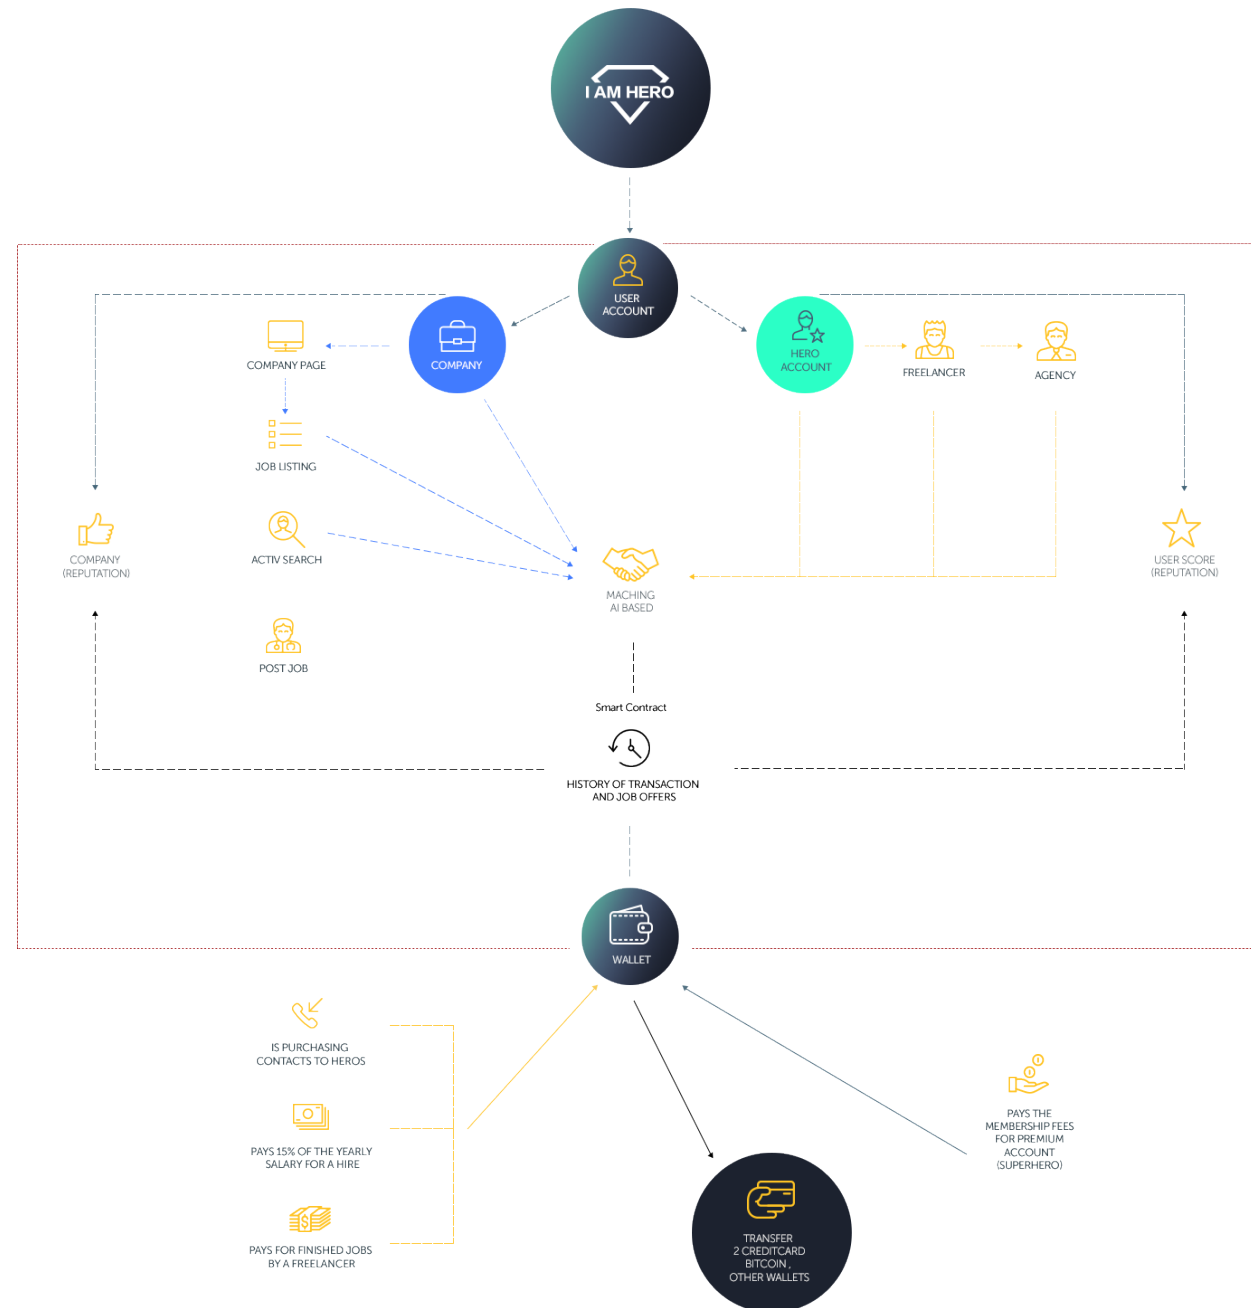 I AM HERO
USER
ACCOUNT
COMPANY PAGE
COMPANY
HERO
ACCOUNT
FREELANCER
AGENCY
JOB LISTING
COMPANY
(REPUTATION)
ACTIV SEARCH
MACHING
AI BASED
USER SCORE
(REPUTATION)
POST JOB
Smart Contract
HISTORY OF TRANSACTION
AND JOB OFFERS
WALLET
IS PURCHASING
CONTACTS TO HEROS
PAYS 15% OF THE YEARLY
SALARY FOR A HIRE
PAYS FOR FINISHED JOBS
BY A FREELANCER
PAYS THE
MEMBERSHIP FEES
FOR PREMIUM
ACCOUNT
(SUPERHERO)
TRANSFER
2 CREDITCARD
BITCOIN ,
OTHER WALLETS